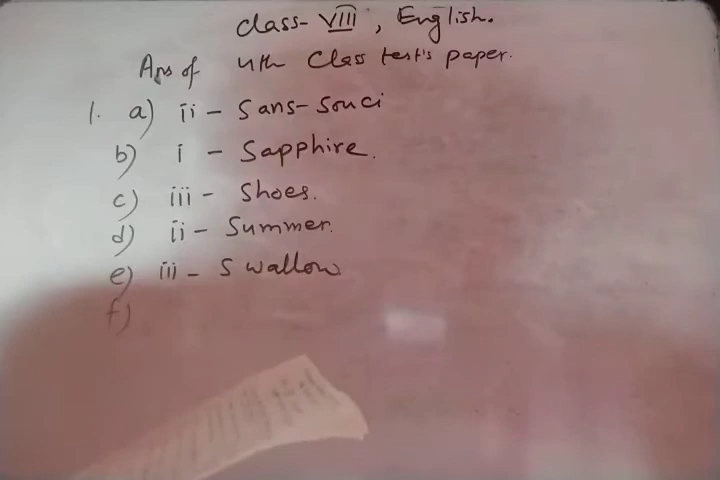 class- VIII, English.
Ans of 4th Class test's paper.
1. a) ii - Sans-Souci
b) i - Sapphire.
c) iii - Shoes.
d) ii - Summer.
e) iii - Swallow
f)